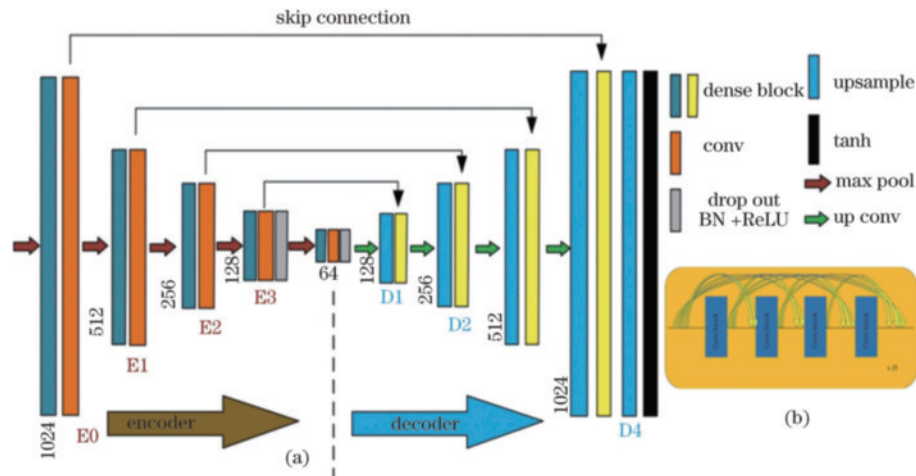 skip connection
dense block
upsample
conv
tanh
drop out
BN +ReLU
max pool
up conv
1024
E0
512
E1
256
E2
128
E3
64
128
D1
256
D2
512
1024
D4
encoder
decoder
(a)
(b)